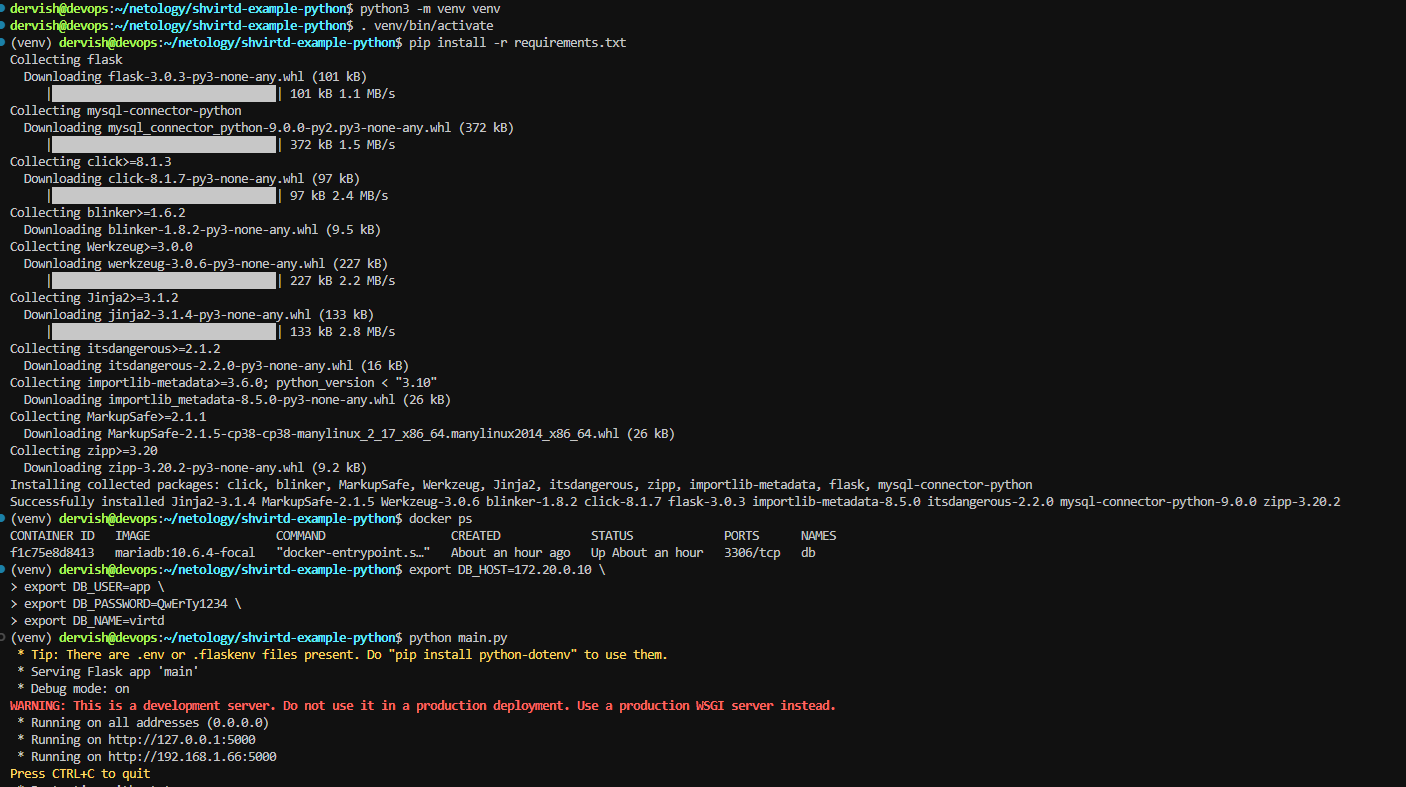 dervish@devops:~/netology/shvirtd-example-python$ python3 -m venv venv
dervish@devops:~/netology/shvirtd-example-python$ . venv/bin/activate
(venv) dervish@devops:~/netology/shvirtd-example-python$ pip install -r requirements.txt
Collecting flask
  Downloading flask-3.0.3-py3-none-any.whl (101 kB)
     |████████████████████████████████| 101 kB 1.1 MB/s
Collecting mysql-connector-python
  Downloading mysql_connector_python-9.0.0-py2.py3-none-any.whl (372 kB)
     |████████████████████████████████| 372 kB 1.5 MB/s
Collecting click>=8.1.3
  Downloading click-8.1.7-py3-none-any.whl (97 kB)
     |████████████████████████████████| 97 kB 2.4 MB/s
Collecting blinker>=1.6.2
  Downloading blinker-1.8.2-py3-none-any.whl (9.5 kB)
Collecting Werkzeug>=3.0.0
  Downloading werkzeug-3.0.6-py3-none-any.whl (227 kB)
     |████████████████████████████████| 227 kB 2.2 MB/s
Collecting Jinja2>=3.1.2
  Downloading jinja2-3.1.4-py3-none-any.whl (133 kB)
     |████████████████████████████████| 133 kB 2.8 MB/s
Collecting itsdangerous>=2.1.2
  Downloading itsdangerous-2.2.0-py3-none-any.whl (16 kB)
Collecting importlib-metadata>=3.6.0; python_version < "3.10"
  Downloading importlib_metadata-8.5.0-py3-none-any.whl (26 kB)
Collecting MarkupSafe>=2.1.1
  Downloading MarkupSafe-2.1.5-cp38-cp38-manylinux_2_17_x86_64.manylinux2014_x86_64.whl (26 kB)
Collecting zipp>=3.20
  Downloading zipp-3.20.2-py3-none-any.whl (9.2 kB)
Installing collected packages: click, blinker, MarkupSafe, Werkzeug, Jinja2, itsdangerous, zipp, importlib-metadata, flask, mysql-connector-python
Successfully installed Jinja2-3.1.4 MarkupSafe-2.1.5 Werkzeug-3.0.6 blinker-1.8.2 click-8.1.7 flask-3.0.3 importlib-metadata-8.5.0 itsdangerous-2.2.0 mysql-connector-python-9.0.0 zipp-3.20.2
(venv) dervish@devops:~/netology/shvirtd-example-python$ docker ps
CONTAINER ID   IMAGE                  COMMAND                  CREATED             STATUS             PORTS      NAMES
f1c75e8d8413   mariadb:10.6.4-focal   "docker-entrypoint.s…"   About an hour ago   Up About an hour   3306/tcp   db
(venv) dervish@devops:~/netology/shvirtd-example-python$ export DB_HOST=172.20.0.10 \
> export DB_USER=app \
> export DB_PASSWORD=QwErTy1234 \
> export DB_NAME=virtd
(venv) dervish@devops:~/netology/shvirtd-example-python$ python main.py
 * Tip: There are .env or .flaskenv files present. Do "pip install python-dotenv" to use them.
 * Serving Flask app 'main'
 * Debug mode: on
WARNING: This is a development server. Do not use it in a production deployment. Use a production WSGI server instead.
 * Running on all addresses (0.0.0.0)
 * Running on http://127.0.0.1:5000
 * Running on http://192.168.1.66:5000
Press CTRL+C to quit